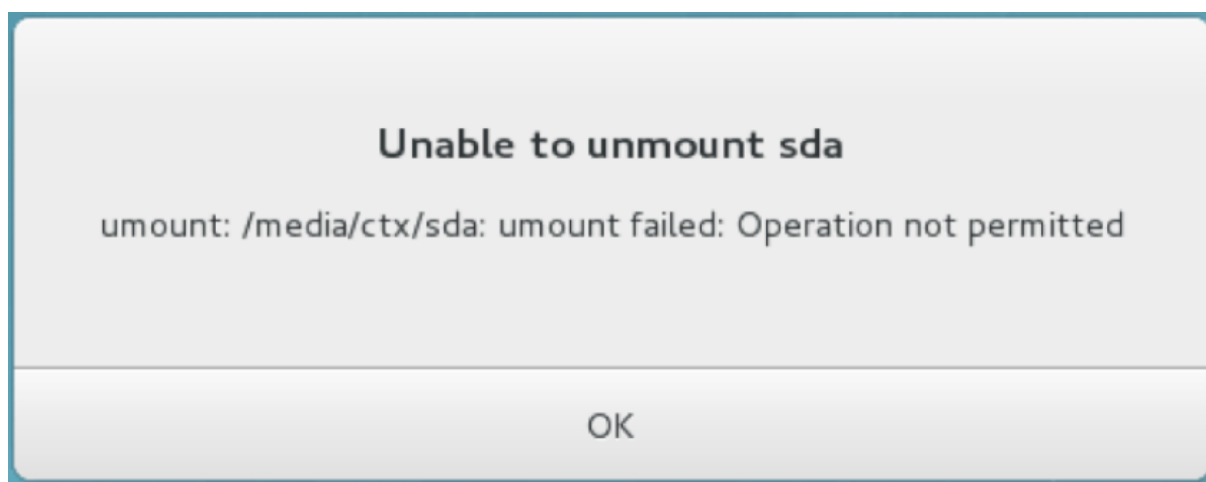 Unable to unmount sda
umount: /media/ctx/sda: umount failed: Operation not permitted
OK